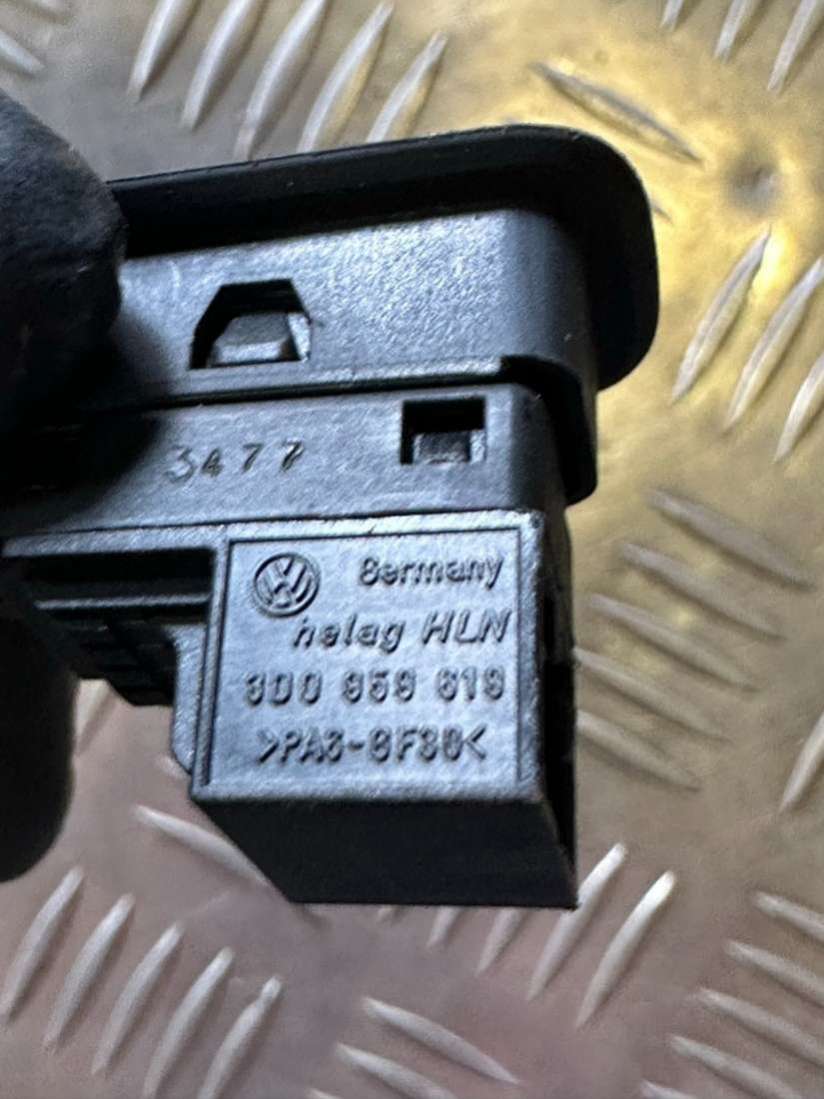 3477
Germany
helag HLN
3D0 959 619
>PA6-GF30<